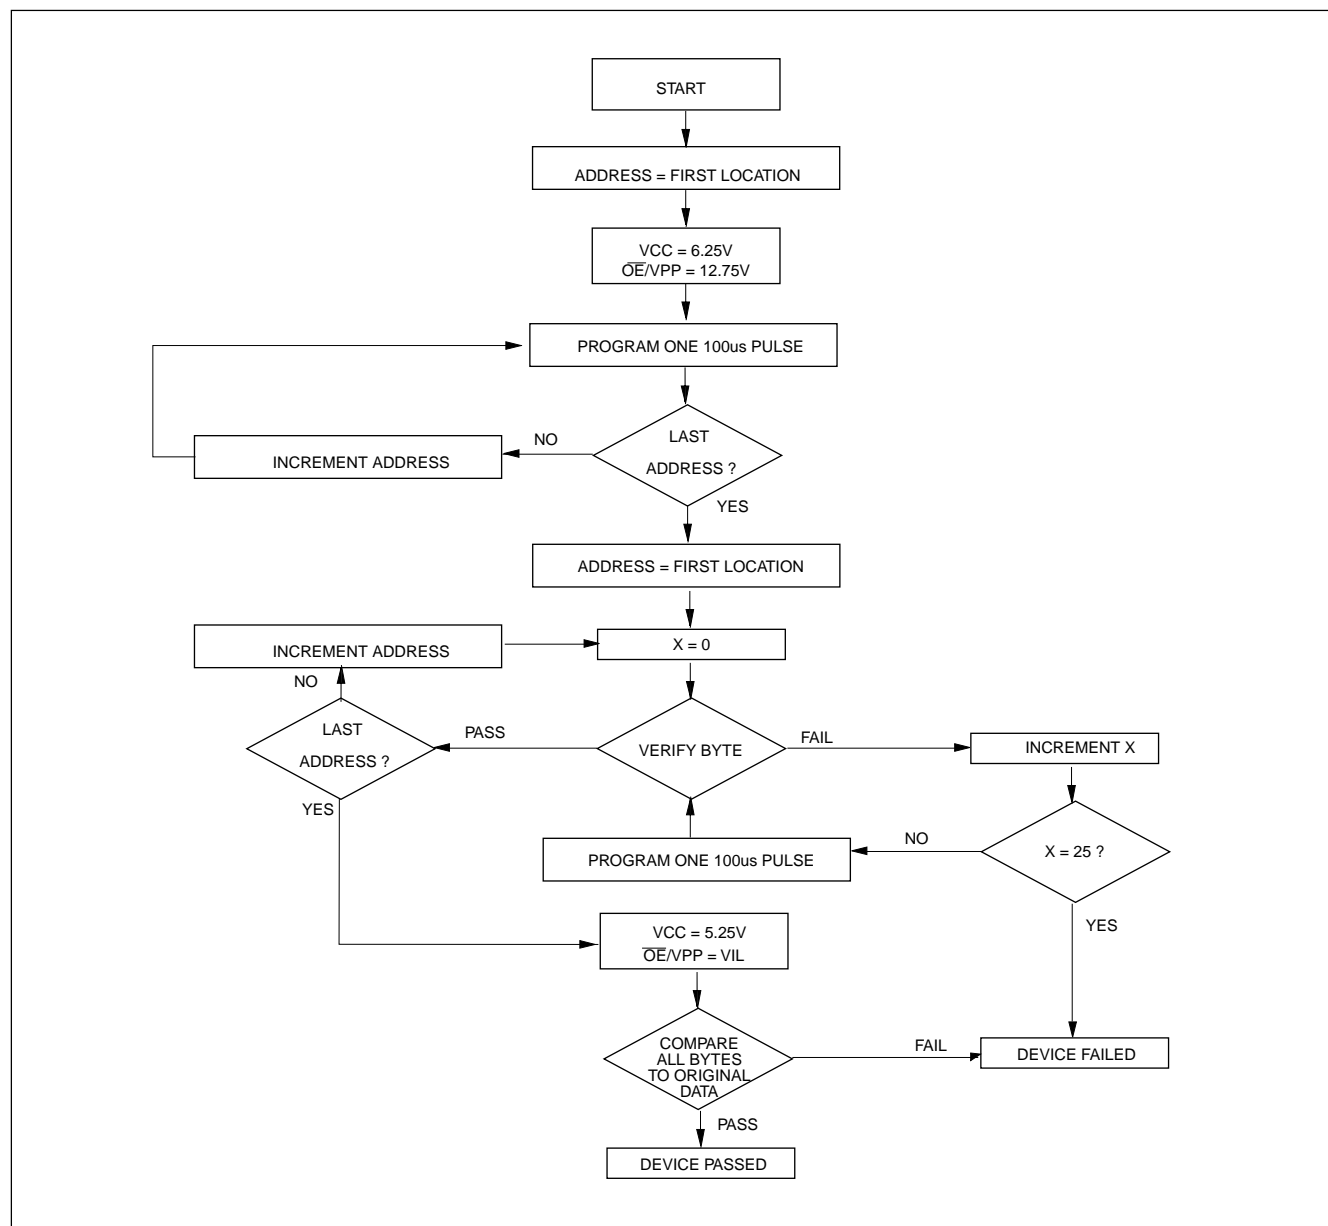 START
ADDRESS = FIRST LOCATION
VCC = 6.25V
OE/VPP = 12.75V
PROGRAM ONE 100us PULSE
LAST
ADDRESS ?
NO
INCREMENT ADDRESS
YES
ADDRESS = FIRST LOCATION
INCREMENT ADDRESS
X = 0
NO
LAST
ADDRESS ?
PASS
VERIFY BYTE
FAIL
INCREMENT X
YES
PROGRAM ONE 100us PULSE
NO
X = 25 ?
YES
VCC = 5.25V
OE/VPP = VIL
COMPARE
ALL BYTES
TO ORIGINAL
DATA
FAIL
DEVICE FAILED
PASS
DEVICE PASSED